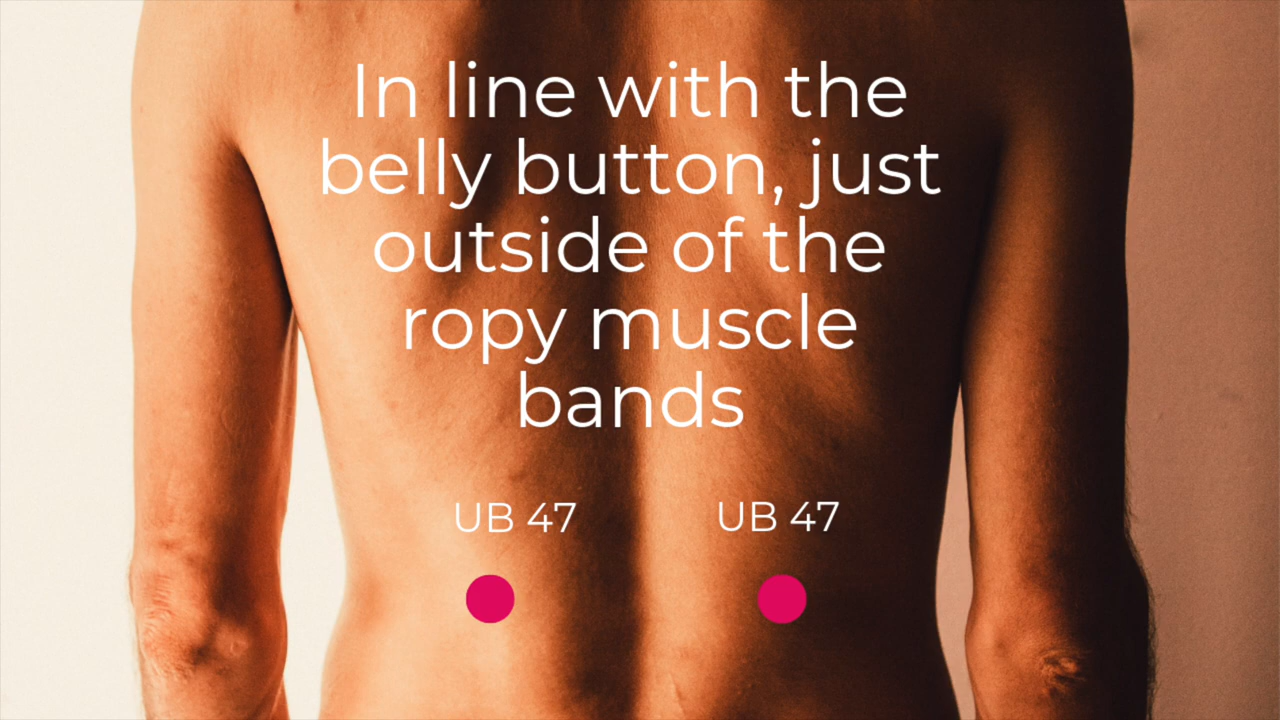 In line with the
belly button, just
outside of the
ropy muscle
bands
UB 47 UB 47